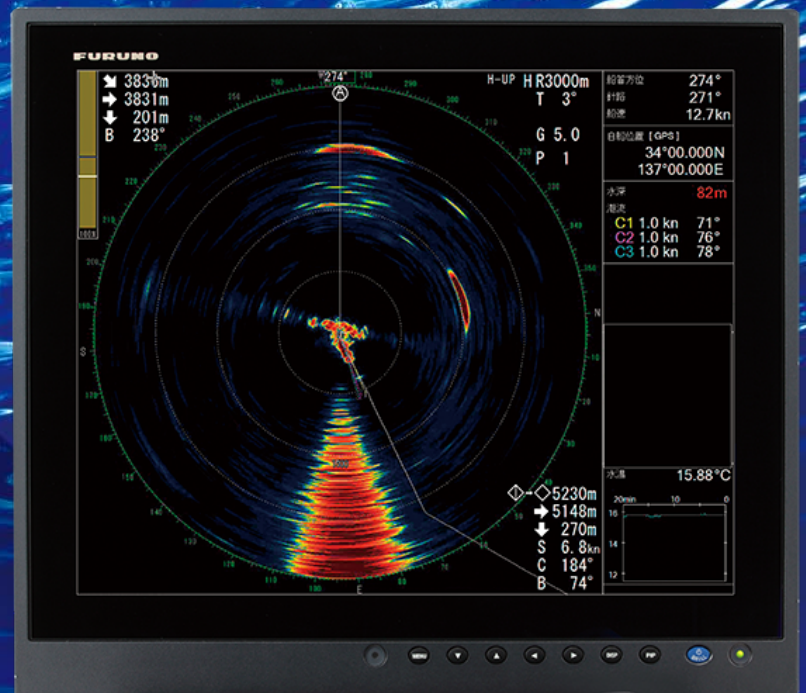 FURUNO
3836m
3831m
201m
B 238°
100X
274°
A
H-UP H R3000m
T 3°
G 5.0
P 1
船首方位 274°
針路 271°
船速 12.7kn
自船位置 [GPS]
34°00.000N
137°00.000E
水深 82m
潮流
C1 1.0 kn 71°
C2 1.0 kn 76°
C3 1.0 kn 78°
N
S
E
5230m
5148m
270m
S 6.8kn
C 184°
B 74°
水温 15.88°C
20min 10 0
16
14
12
MENU
DISP